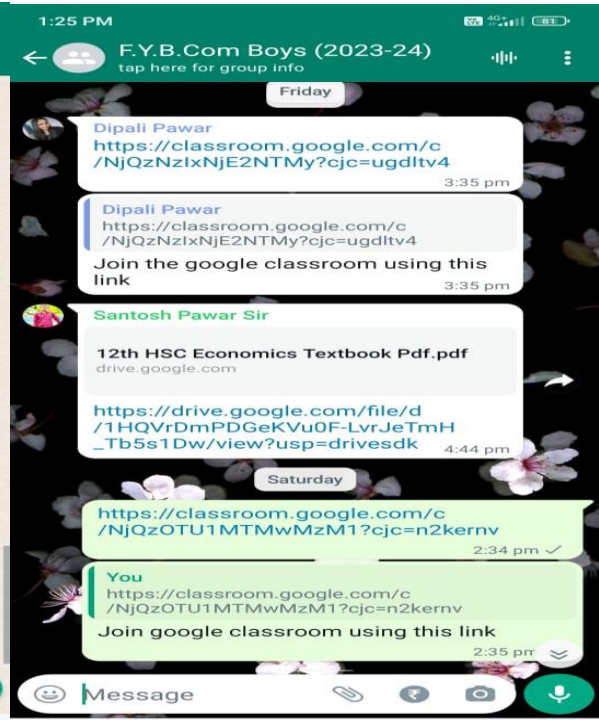 1:25 PM
4G+
81
F.Y.B.Com Boys (2023-24)
tap here for group info
Friday
Dipali Pawar
https://classroom.google.com/c
/NjQzNzIxNjE2NTMy?cjc=ugdltv4
3:35 pm
Dipali Pawar
https://classroom.google.com/c
/NjQzNzIxNjE2NTMy?cjc=ugdltv4
Join the google classroom using this
link
3:35 pm
Santosh Pawar Sir
12th HSC Economics Textbook Pdf.pdf
drive.google.com
https://drive.google.com/file/d
/1HQVrDmPDGeKVu0F-LvrJeTmH
_Tb5s1Dw/view?usp=drivesdk
4:44 pm
Saturday
https://classroom.google.com/c
/NjQzOTU1MTMwMzM1?cjc=n2kernv
2:34 pm
You
https://classroom.google.com/c
/NjQzOTU1MTMwMzM1?cjc=n2kernv
Join google classroom using this link
2:35 pm
Message